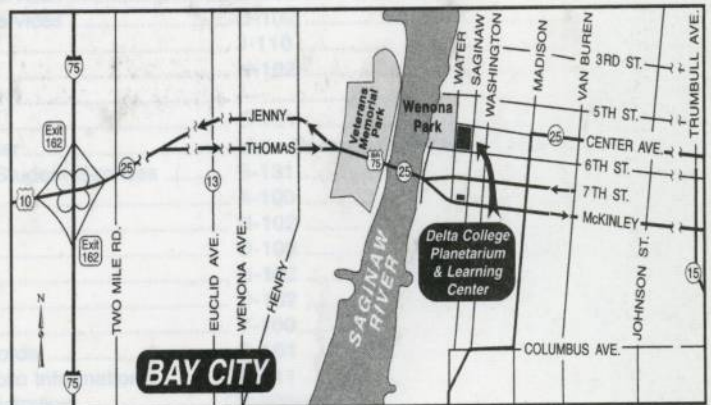 75
Exit
162
10
25
Exit
162
75
TWO MILE RD.
13
EUCLID AVE.
WENONA AVE.
HENRY
JENNY
THOMAS
Veterans
Memorial
Park
75
25
SAGINAW
RIVER
Wenona
Park
WATER
SAGINAW
WASHINGTON
MADISON
VAN BUREN
JOHNSON ST.
TRUMBULL AVE.
15
3RD ST.
5TH ST.
25
CENTER AVE.
6TH ST.
7TH ST.
McKINLEY
COLUMBUS AVE.
Delta College
Planetarium
& Learning
Center
N
S
BAY CITY